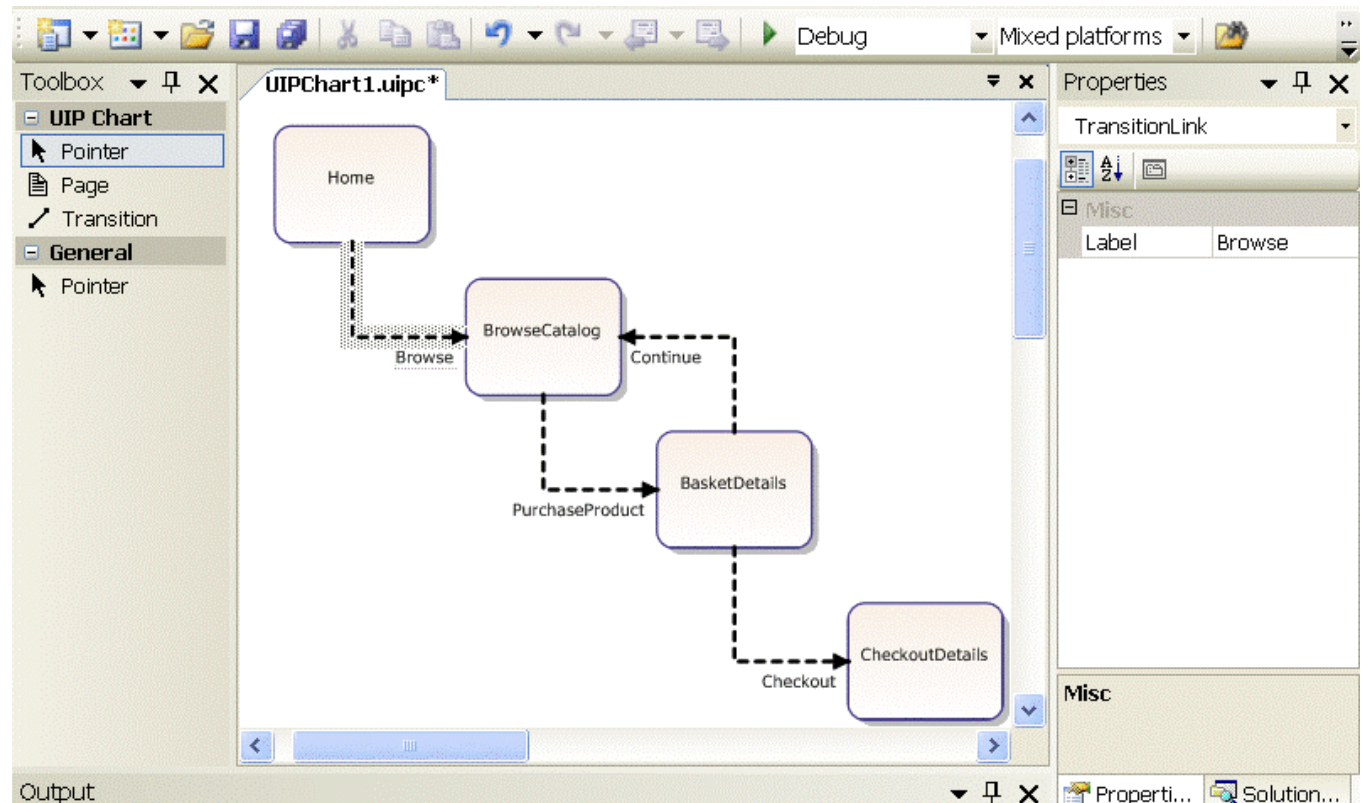 Debug
Mixed platforms
Toolbox
UIPChart1.uipc*
Properties
UIP Chart
Pointer
Page
Transition
General
Pointer
Home
Browse
BrowseCatalog
Continue
PurchaseProduct
BasketDetails
Checkout
CheckoutDetails
TransitionLink
A
Z
Misc
Label Browse
Misc
Output
Properti...
Solution...